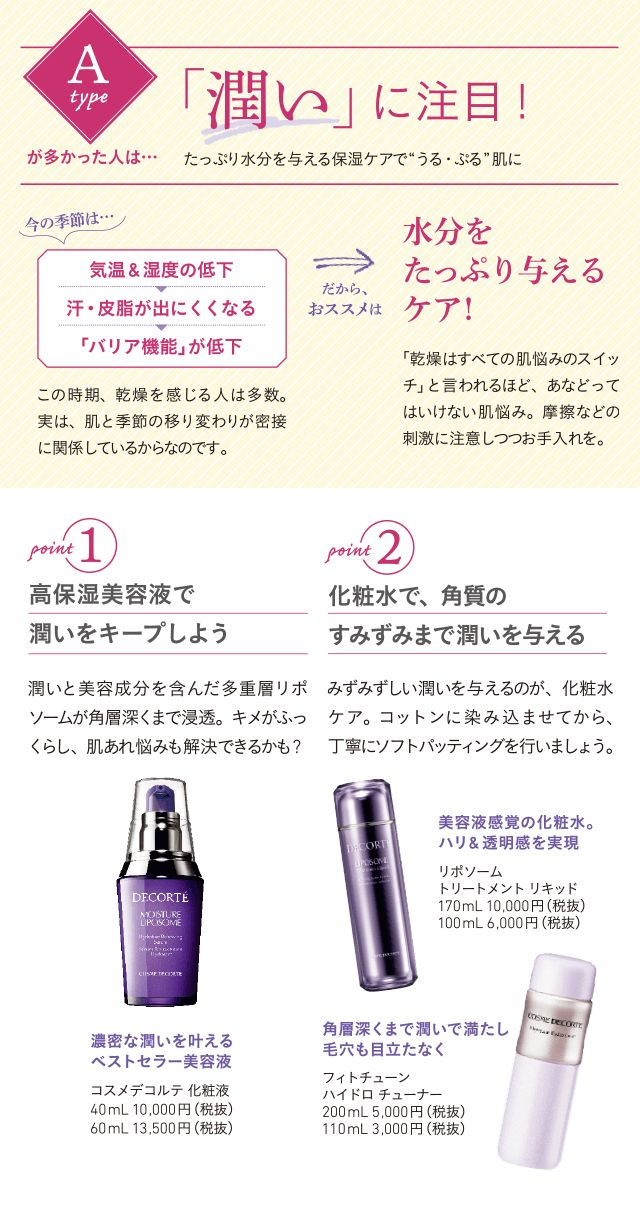 A
type
が多かった人は…
「潤い」に注目！
たっぷり水分を与える保湿ケアで“うる・ぷる”肌に
今の季節は…
気温＆湿度の低下
汗・皮脂が出にくくなる
「バリア機能」が低下
この時期、乾燥を感じる人は多数。
実は、肌と季節の移り変わりが密接
に関係しているからなのです。
だから、
おススメは
水分を
たっぷり与える
ケア！
「乾燥はすべての肌悩みのスイッ
チ」と言われるほど、あなどって
はいけない肌悩み。摩擦などの
刺激に注意しつつお手入れを。
point 1
高保湿美容液で
潤いをキープしよう
潤いと美容成分を含んだ多重層リポ
ソームが角層深くまで浸透。キメがふっ
くらし、肌あれ悩みも解決できるかも？
DECORTÉ
MOISTURE
LIPOSOME
COSME DECORTE
濃密な潤いを叶える
ベストセラー美容液
コスメデコルテ 化粧液
40mL 10,000円（税抜）
60mL 13,500円（税抜）
point 2
化粧水で、角質の
すみずみまで潤いを与える
みずみずしい潤いを与えるのが、化粧水
ケア。コットンに染み込ませてから、
丁寧にソフトパッティングを行いましょう。
DECORTÉ
LIPOSOME
美容液感覚の化粧水。
ハリ＆透明感を実現
リポソーム
トリートメント リキッド
170mL 10,000円（税抜）
100mL 6,000円（税抜）
COSME DECORTE
角層深くまで潤いで満たし
毛穴も目立たなく
フィトチューン
ハイドロ チューナー
200mL 5,000円（税抜）
110mL 3,000円（税抜）